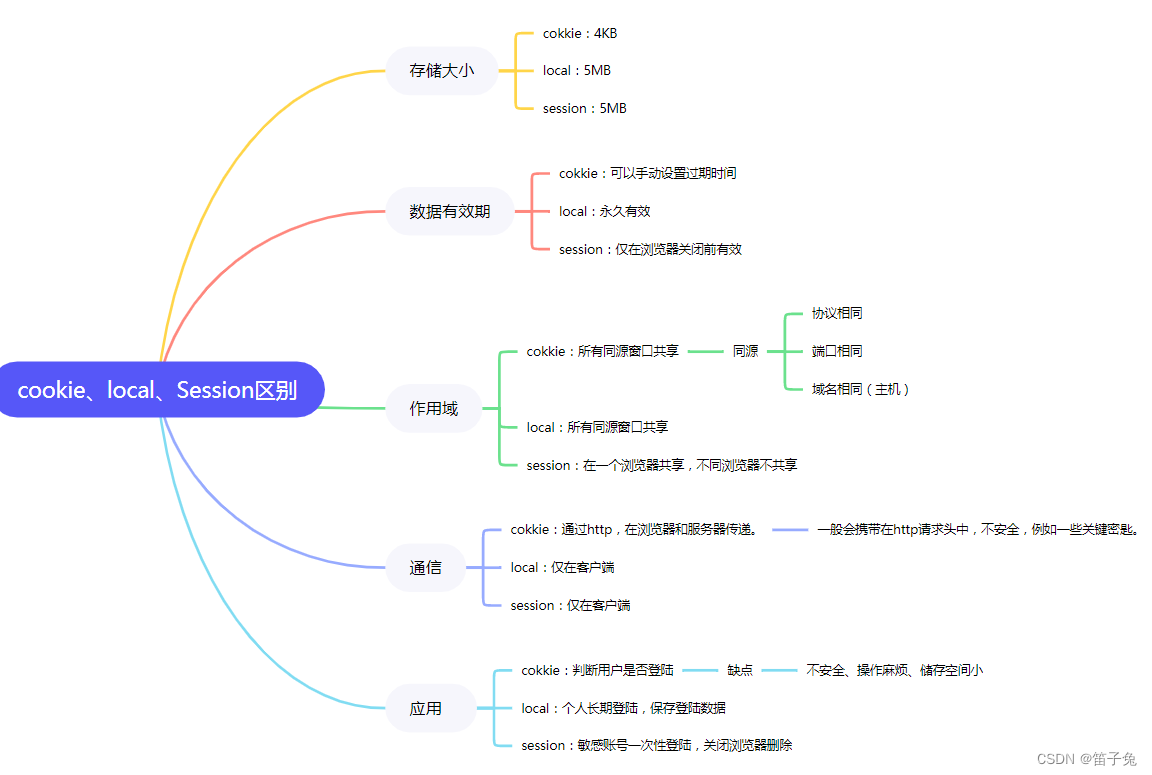 cookie、local、Session区别
存储大小
cokkie：4KB
local：5MB
session：5MB
数据有效期
cokkie：可以手动设置过期时间
local：永久有效
session：仅在浏览器关闭前有效
作用域
cokkie：所有同源窗口共享
同源
协议相同
端口相同
域名相同（主机）
local：所有同源窗口共享
session：在一个浏览器共享，不同浏览器不共享
通信
cokkie：通过http，在浏览器和服务器传递。
一般会携带在http请求头中，不安全，例如一些关键密匙。
local：仅在客户端
session：仅在客户端
应用
cokkie：判断用户是否登陆
缺点
不安全、操作麻烦、储存空间小
local：个人长期登陆，保存登陆数据
session：敏感账号一次性登陆，关闭浏览器删除
CSDN @笛子兔